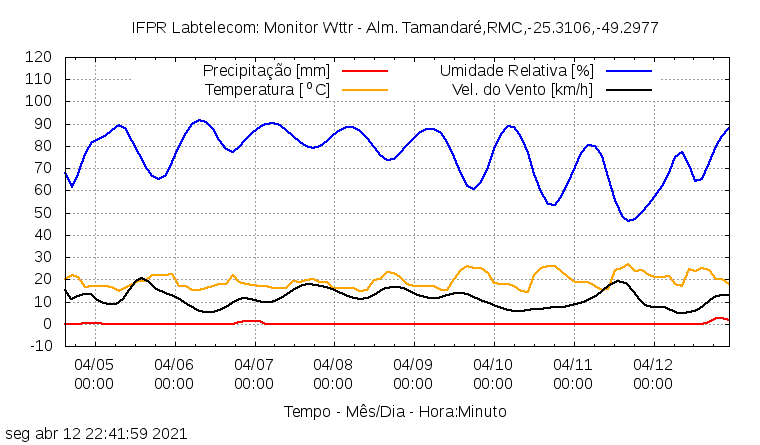 IFPR Labtelecom: Monitor Wttr - Alm. Tamandaré,RMC,-25.3106,-49.2977
120
110
100
90
80
70
60
50
40
30
20
10
0
-10
Precipitação [mm]
Temperatura [⁰C]
Umidade Relativa [%]
Vel. do Vento [km/h]
04/05 04/06 04/07 04/08 04/09 04/10 04/11 04/12
00:00 00:00 00:00 00:00 00:00 00:00 00:00 00:00
Tempo - Mês/Dia - Hora:Minuto
seg abr 12 22:41:59 2021